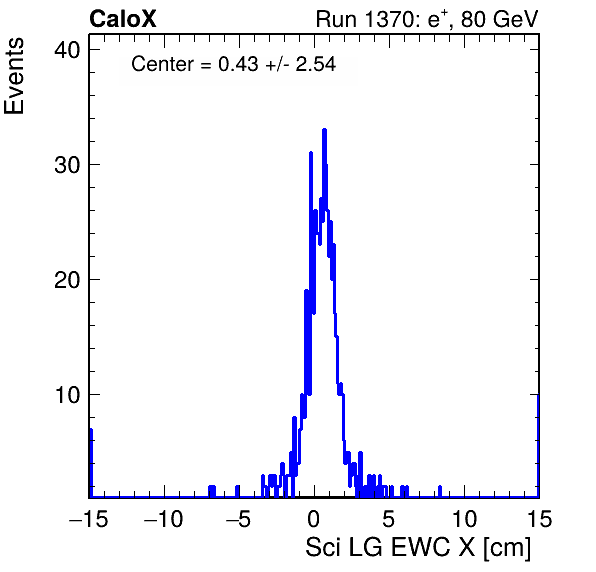 CaloX Run 1370: e⁺, 80 GeV
Center = 0.43 +/- 2.54
Events
40
30
20
10
−15 −10 −5 0 5 10 15
Sci LG EWC X [cm]